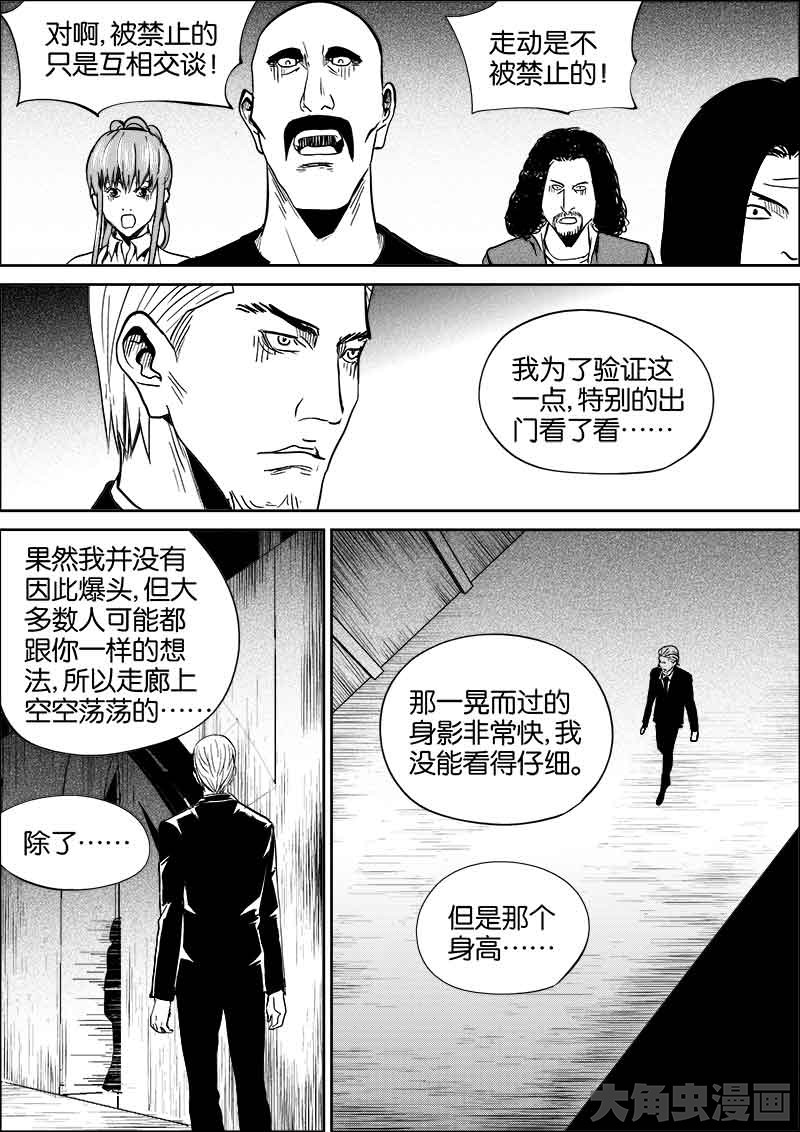 对啊,被禁止的
只是互相交谈!
走动是不
被禁止的!
我为了验证这
一点,特别的出
门看了看……
果然我并没有
因此爆头,但大
多数人可能都
跟你一样的想
法,所以走廊上
空空荡荡的……
除了……
那一晃而过的
身影非常快,我
没能看得仔细。
但是那个
身高……
大角虫漫画